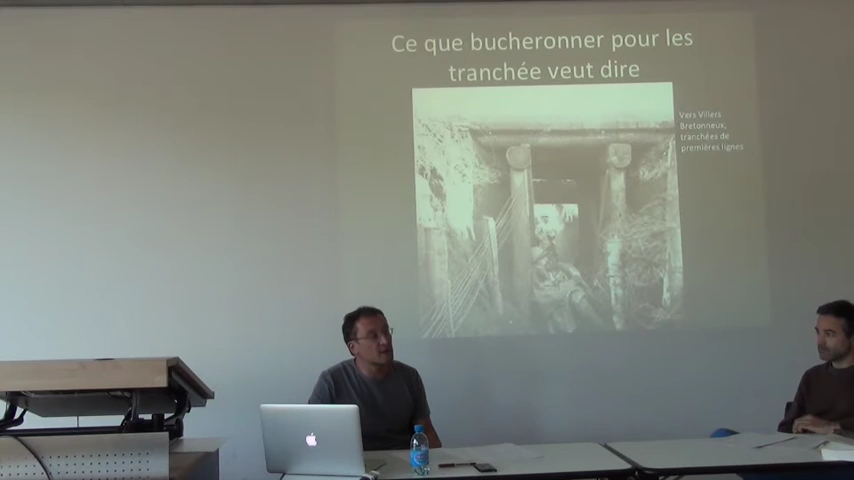 Ce que bucheronner pour les
tranchée veut dire
Vers Villers
Bretonneux,
tranchées de
premières lignes